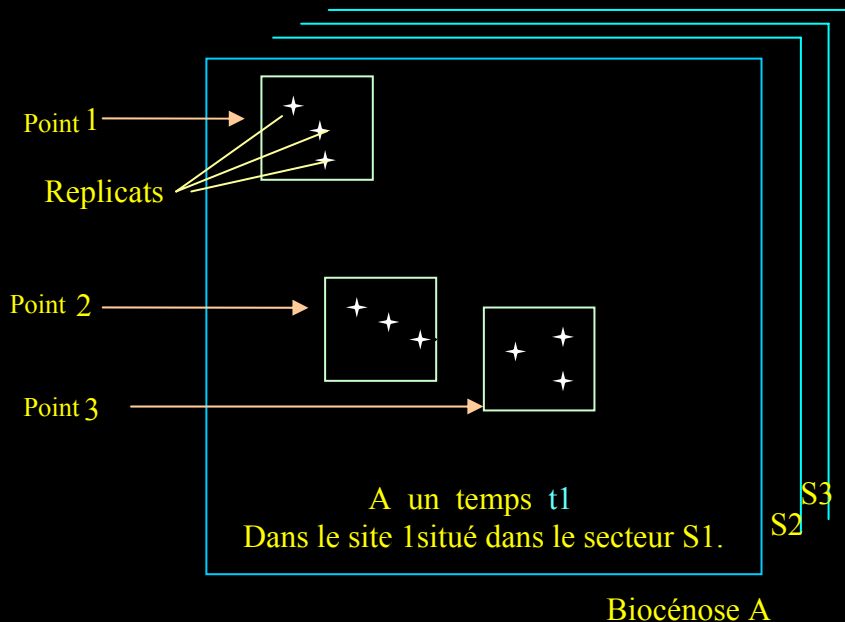 Point 1
Replicats
Point 2
Point 3
A un temps t1
Dans le site 1situé dans le secteur S1.
S2
S3
Biocénose A